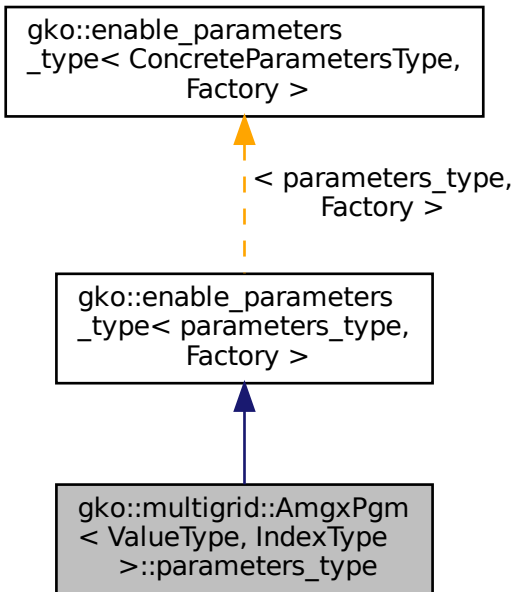 gko::enable_parameters
_type< ConcreteParametersType,
Factory >
< parameters_type,
Factory >
gko::enable_parameters
_type< parameters_type,
Factory >
gko::multigrid::AmgxPgm
< ValueType, IndexType
>::parameters_type